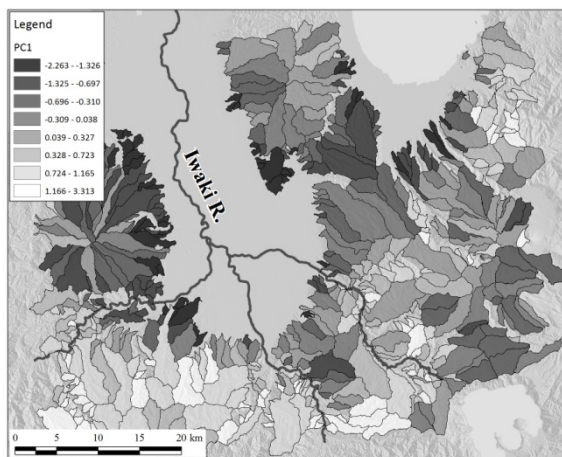 Legend
PC1
-2.263 - -1.326
-1.325 - -0.697
-0.696 - -0.310
-0.309 - 0.038
0.039 - 0.327
0.328 - 0.723
0.724 - 1.165
1.166 - 3.313
Iwaki R.
0 5 10 15 20 km